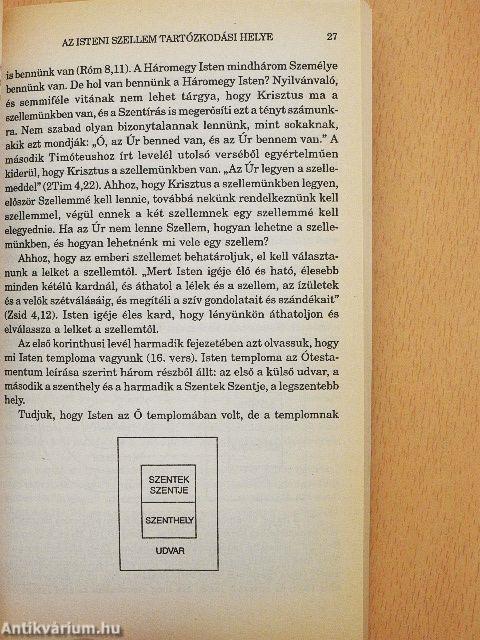 AZ ISTENI SZELLEM TARTÓZKODÁSI HELYE 27
is bennünk van (Róm 8,11). A Háromegy Isten mindhárom Személye
bennünk van. De hol van bennünk a Háromegy Isten? Nyilvánváló,
és semmiféle vitának nem lehet tárgya, hogy Krisztus ma a
szellemünkben van, és a Szentírás is megerősíti ezt a tényt számunk-
ra. Nem szabad olyan bizonytalannak lennünk, mint sokaknak,
akik ezt mondják: „Ó, az Úr benned van, és az Úr bennem van." A
második Timóteushoz írt levelél utolsó verséből egyértelműen
kiderül, hogy Krisztus a szellemünkben van. „Az Úr legyen a szelle-
meddel" (2Tim 4,22). Ahhoz, hogy Krisztus a szellemünkben legyen,
először Szellemmé kell lennie, továbbá nekünk rendelkeznünk kell
szellemmel, végül ennek a két szellemnek egy szellemmé kell
elegyednie. Ha az Úr nem lenne Szellem, hogyan lehetne a szelle-
münkben, és hogyan lehetnénk mi vele egy szellem?
Ahhoz, hogy az emberi szellemet behatároljuk, el kell választa-
nunk a lelket a szellemtől. „Mert Isten igéje élő és ható, élesebb
minden kétélű kardnál, és áthatol a lélek és a szellem, az ízületek
és a velők szétválásáig, és megítéli a szív gondolatait és szándékait"
(Zsid 4,12). Isten igéje éles kard, hogy lényünkön áthatoljon és
elválassza a lelket a szellemtől.
Az első korinthusi levél harmadik fejezetében azt olvassuk, hogy
mi Isten temploma vagyunk (16. vers). Isten temploma az Ótesta-
mentum leírása szerint három részből állt: az első a külső udvar, a
második a szenthely és a harmadik a Szentek Szentje, a legszentebb
hely.
Tudjuk, hogy Isten az Ő templomában volt, de a templomnak
SZENTEK
SZENTJE
SZENTHELY
UDVAR
Antikvárium.hu